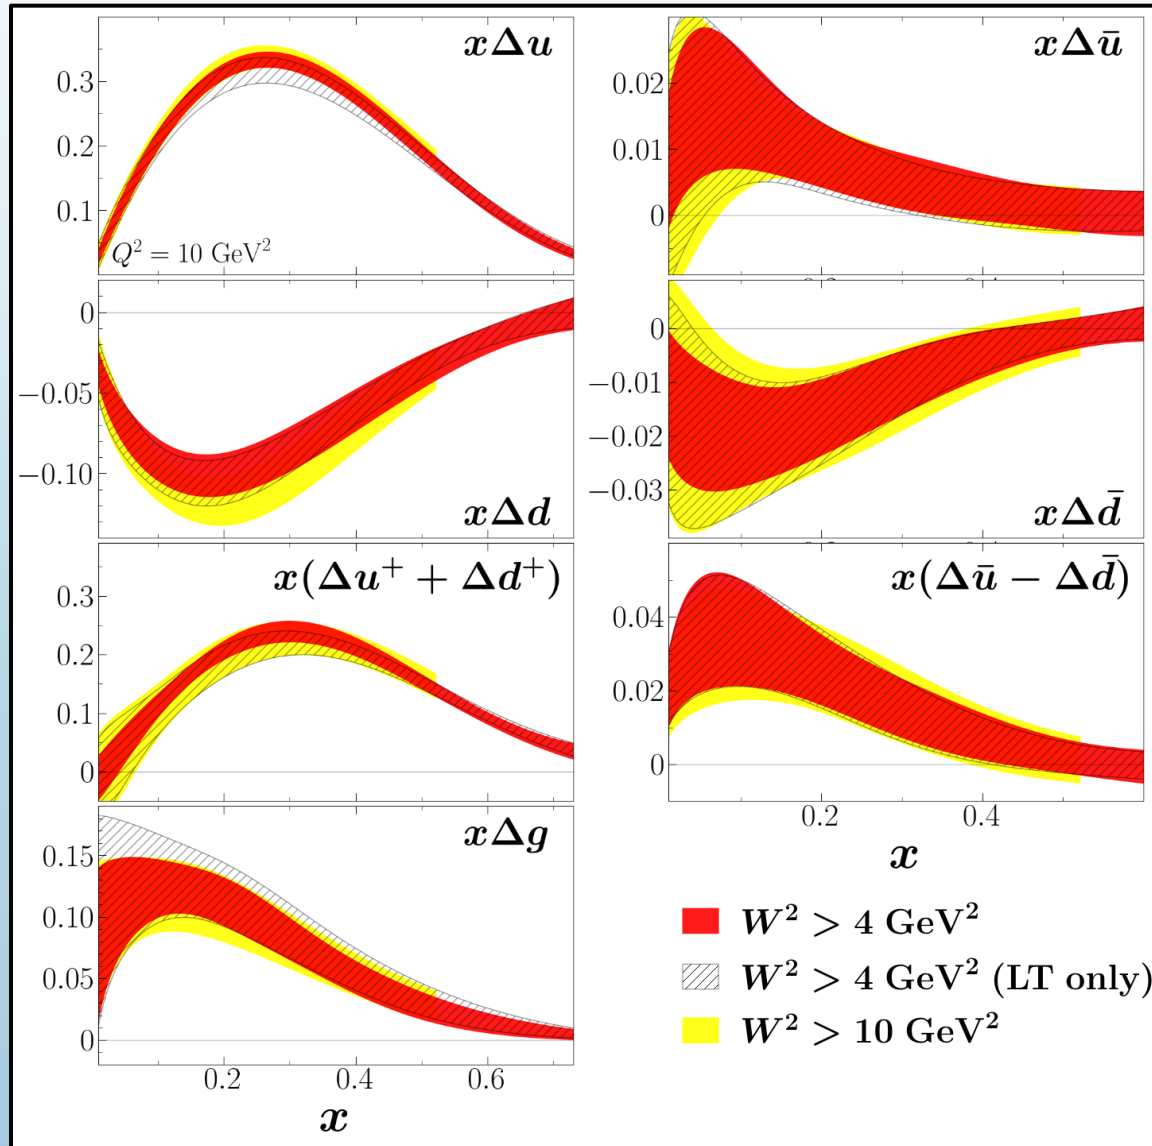 xΔu
0.3
0.2
0.1
Q² = 10 GeV²
xΔū
0.02
0.01
0
xΔd
0
−0.05
−0.10
xΔd̄
0
−0.01
−0.02
−0.03
x(Δu⁺ + Δd⁺)
0.3
0.2
0.1
0
x(Δū − Δd̄)
0.04
0.02
0
0.2 0.4
x
xΔg
0.15
0.10
0.05
0
0.2 0.4 0.6
x
W² > 4 GeV²
W² > 4 GeV² (LT only)
W² > 10 GeV²